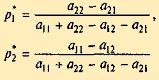 p₁* = (a₂₂ − a₂₁) / (a₁₁ + a₂₂ − a₁₂ − a₂₁),
p₂* = (a₁₁ − a₁₂) / (a₁₁ + a₂₂ − a₁₂ − a₂₁)